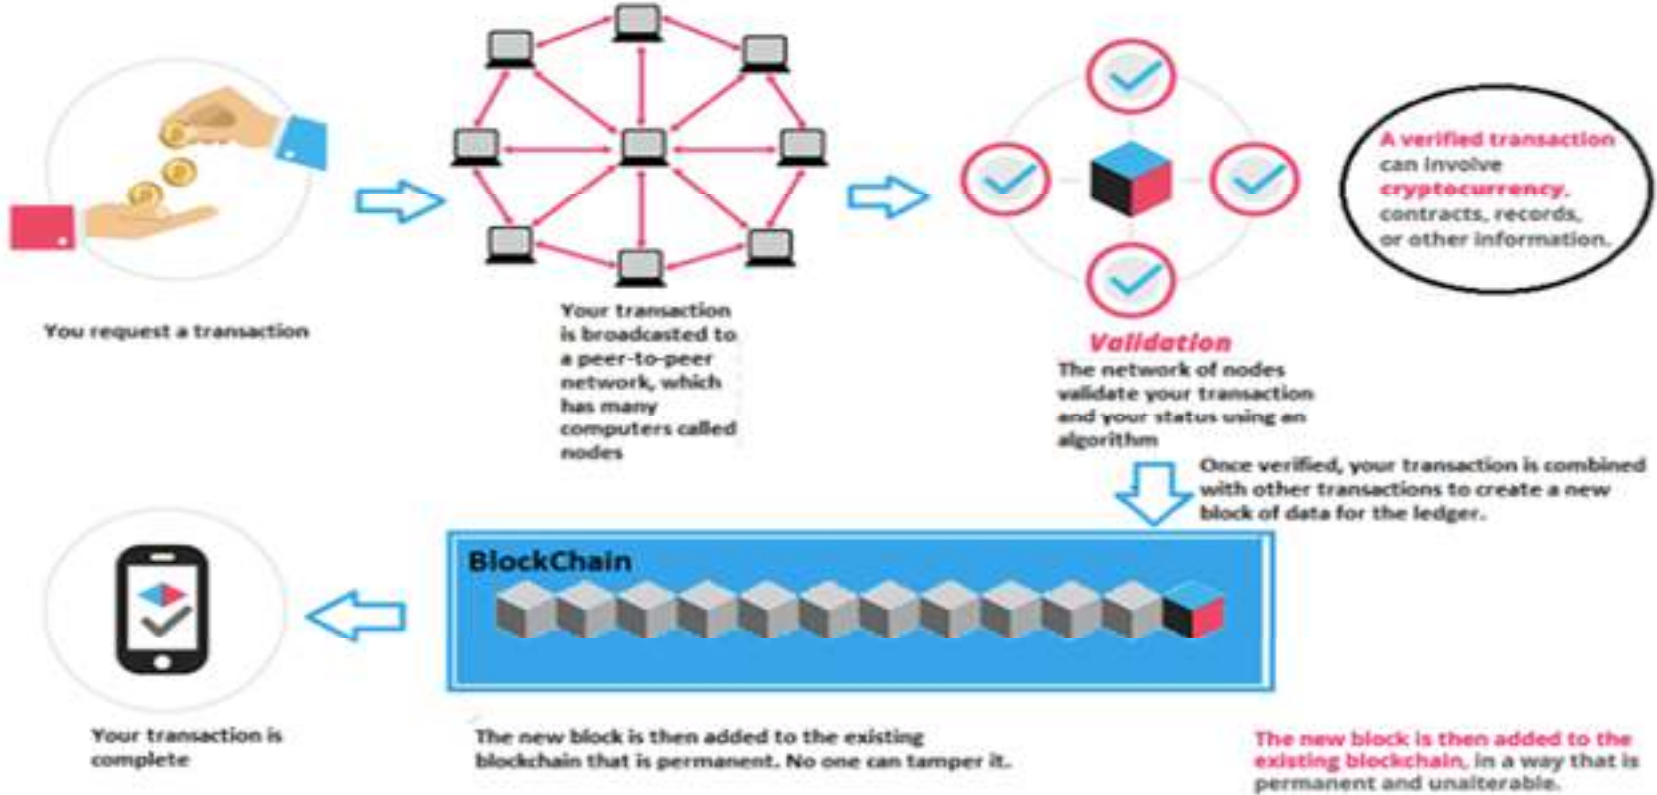 You request a transaction
Your transaction
is broadcasted to
a peer-to-peer
network, which
has many
computers called
nodes
Validation
The network of nodes
validate your transaction
and your status using an
algorithm
A verified transaction
can involve
cryptocurrency,
contracts, records,
or other information.
Once verified, your transaction is combined
with other transactions to create a new
block of data for the ledger.
BlockChain
Your transaction is
complete
The new block is then added to the existing
blockchain that is permanent. No one can tamper it.
The new block is then added to the
existing blockchain, in a way that is
permanent and unalterable.